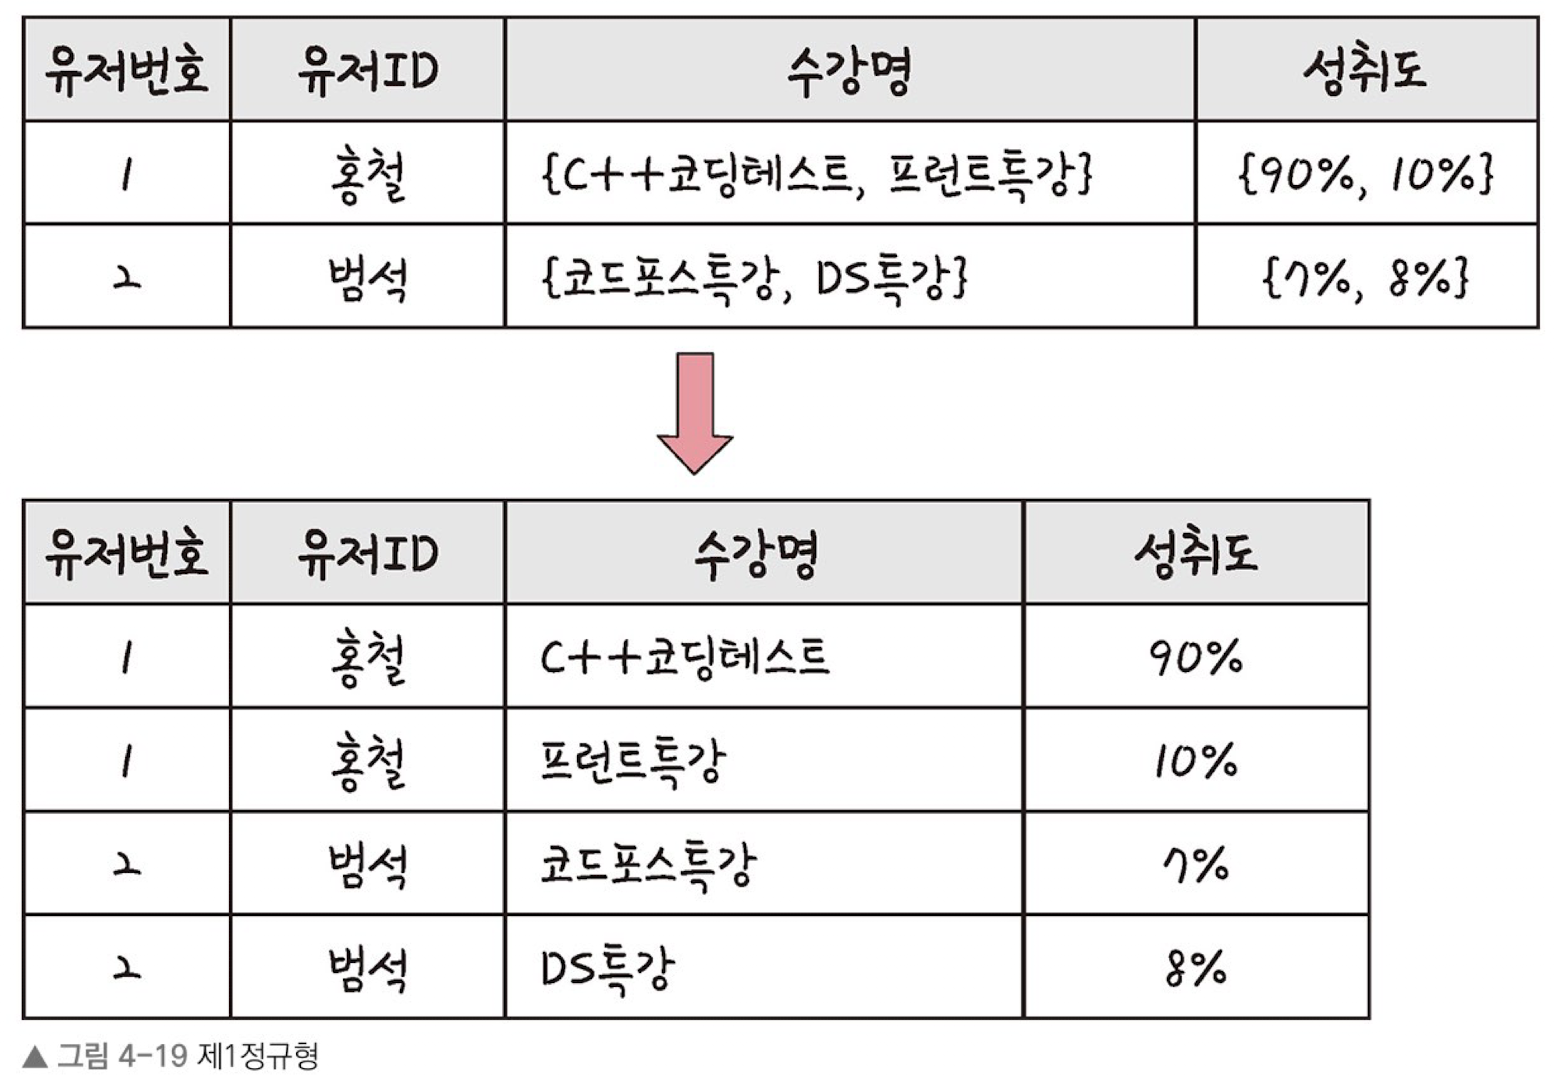 유저번호 유저ID 수강명 성취도
1 홍철 {C++코딩테스트, 프런트특강} {90%, 10%}
2 범석 {코드포스특강, DS특강} {7%, 8%}
유저번호 유저ID 수강명 성취도
1 홍철 C++코딩테스트 90%
1 홍철 프런트특강 10%
2 범석 코드포스특강 7%
2 범석 DS특강 8%
▲ 그림 4-19 제1정규형